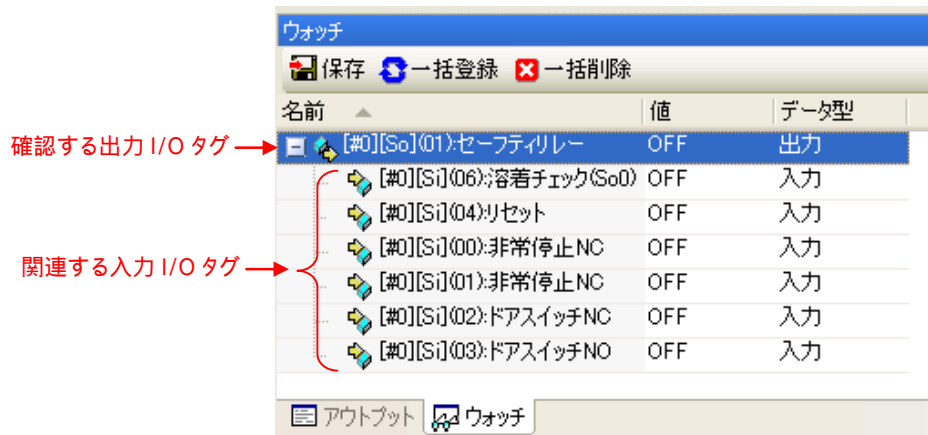 ウォッチ
保存 一括登録 一括削除
名前 値 データ型
確認する出力 I/O タグ
[#0][So](01):セーフティリレー OFF 出力
[#0][Si](06):溶着チェック(So0) OFF 入力
[#0][Si](04):リセット OFF 入力
[#0][Si](00):非常停止NC OFF 入力
関連する入力 I/O タグ
[#0][Si](01):非常停止NC OFF 入力
[#0][Si](02):ドアスイッチNC OFF 入力
[#0][Si](03):ドアスイッチNO OFF 入力
アウトプット ウォッチ